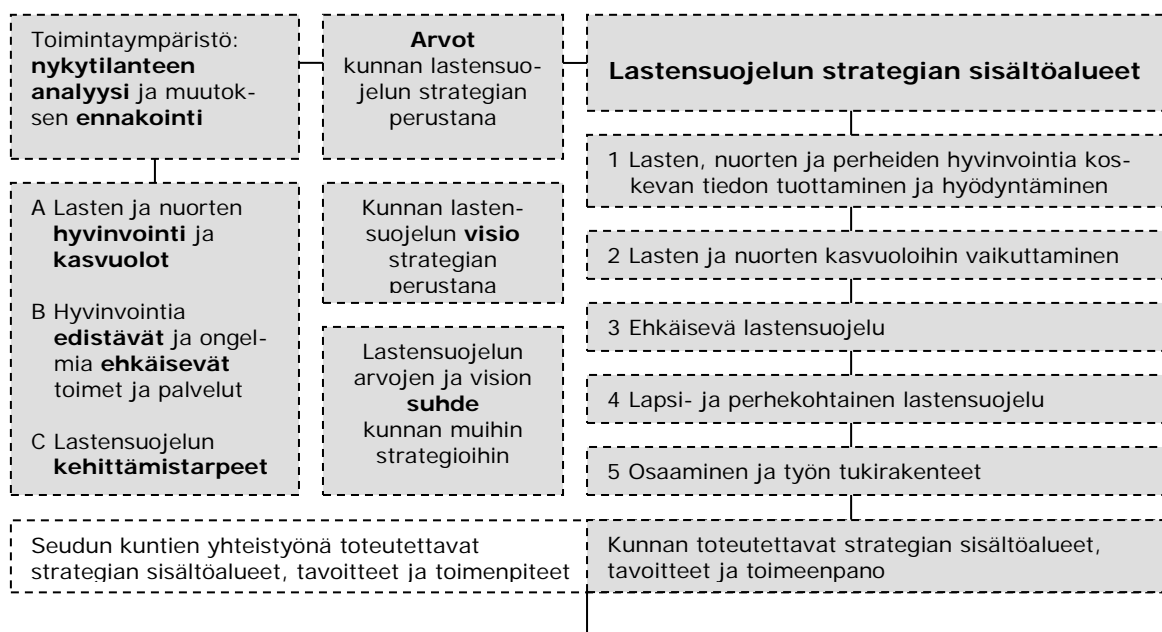 Toimintaympäristö:
nykytilanteen
analyysi ja muutok-
sen ennakointi
A Lasten ja nuorten
hyvinvointi ja
kasvuolot
B Hyvinvointia
edistävät ja ongel-
mia ehkäisevät
toimet ja palvelut
C Lastensuojelun
kehittämistarpeet
Arvot
kunnan lastensuo-
jelun strategian
perustana
Kunnan lasten-
suojelun visio
strategian
perustana
Lastensuojelun
arvojen ja vision
suhde
kunnan muihin
strategioihin
Lastensuojelun strategian sisältöalueet
1 Lasten, nuorten ja perheiden hyvinvointia kos-
kevan tiedon tuottaminen ja hyödyntäminen
2 Lasten ja nuorten kasvuoloihin vaikuttaminen
3 Ehkäisevä lastensuojelu
4 Lapsi- ja perhekohtainen lastensuojelu
5 Osaaminen ja työn tukirakenteet
Seudun kuntien yhteistyönä toteutettavat
strategian sisältöalueet, tavoitteet ja toimenpiteet
Kunnan toteutettavat strategian sisältöalueet,
tavoitteet ja toimeenpano